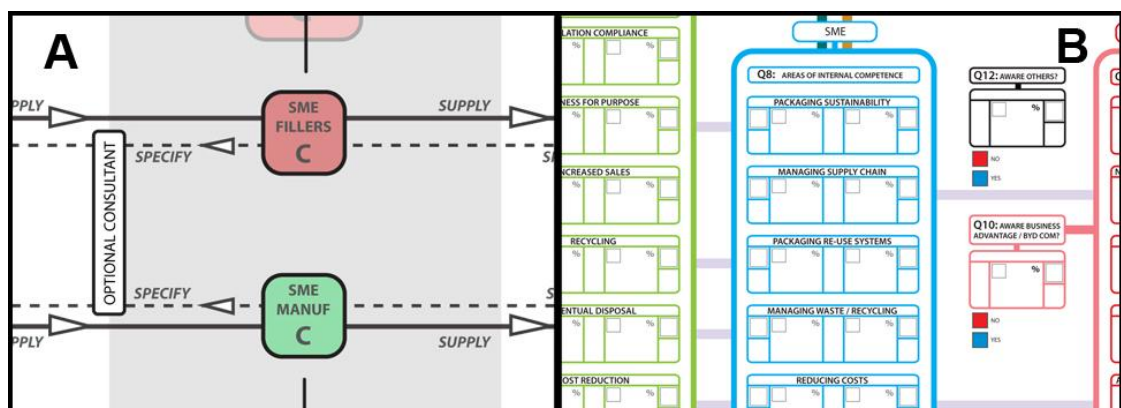 A
PPLY
SUPPLY
SME
FILLERS
C
SPECIFY
OPTIONAL CONSULTANT
SPECIFY
SME
MANUF
C
PPLY
SUPPLY
B
LATION COMPLIANCE
% %
NESS FOR PURPOSE
% %
NCREASED SALES
% %
RECYCLING
% %
ENTUAL DISPOSAL
% %
OST REDUCTION
% %
SME
Q8: AREAS OF INTERNAL COMPETENCE
PACKAGING SUSTAINABILITY
% %
MANAGING SUPPLY CHAIN
% %
PACKAGING RE-USE SYSTEMS
% %
MANAGING WASTE / RECYCLING
% %
REDUCING COSTS
% %
Q12: AWARE OTHERS?
%
NO
YES
Q10: AWARE BUSINESS
ADVANTAGE / BYD COM?
%
NO
YES